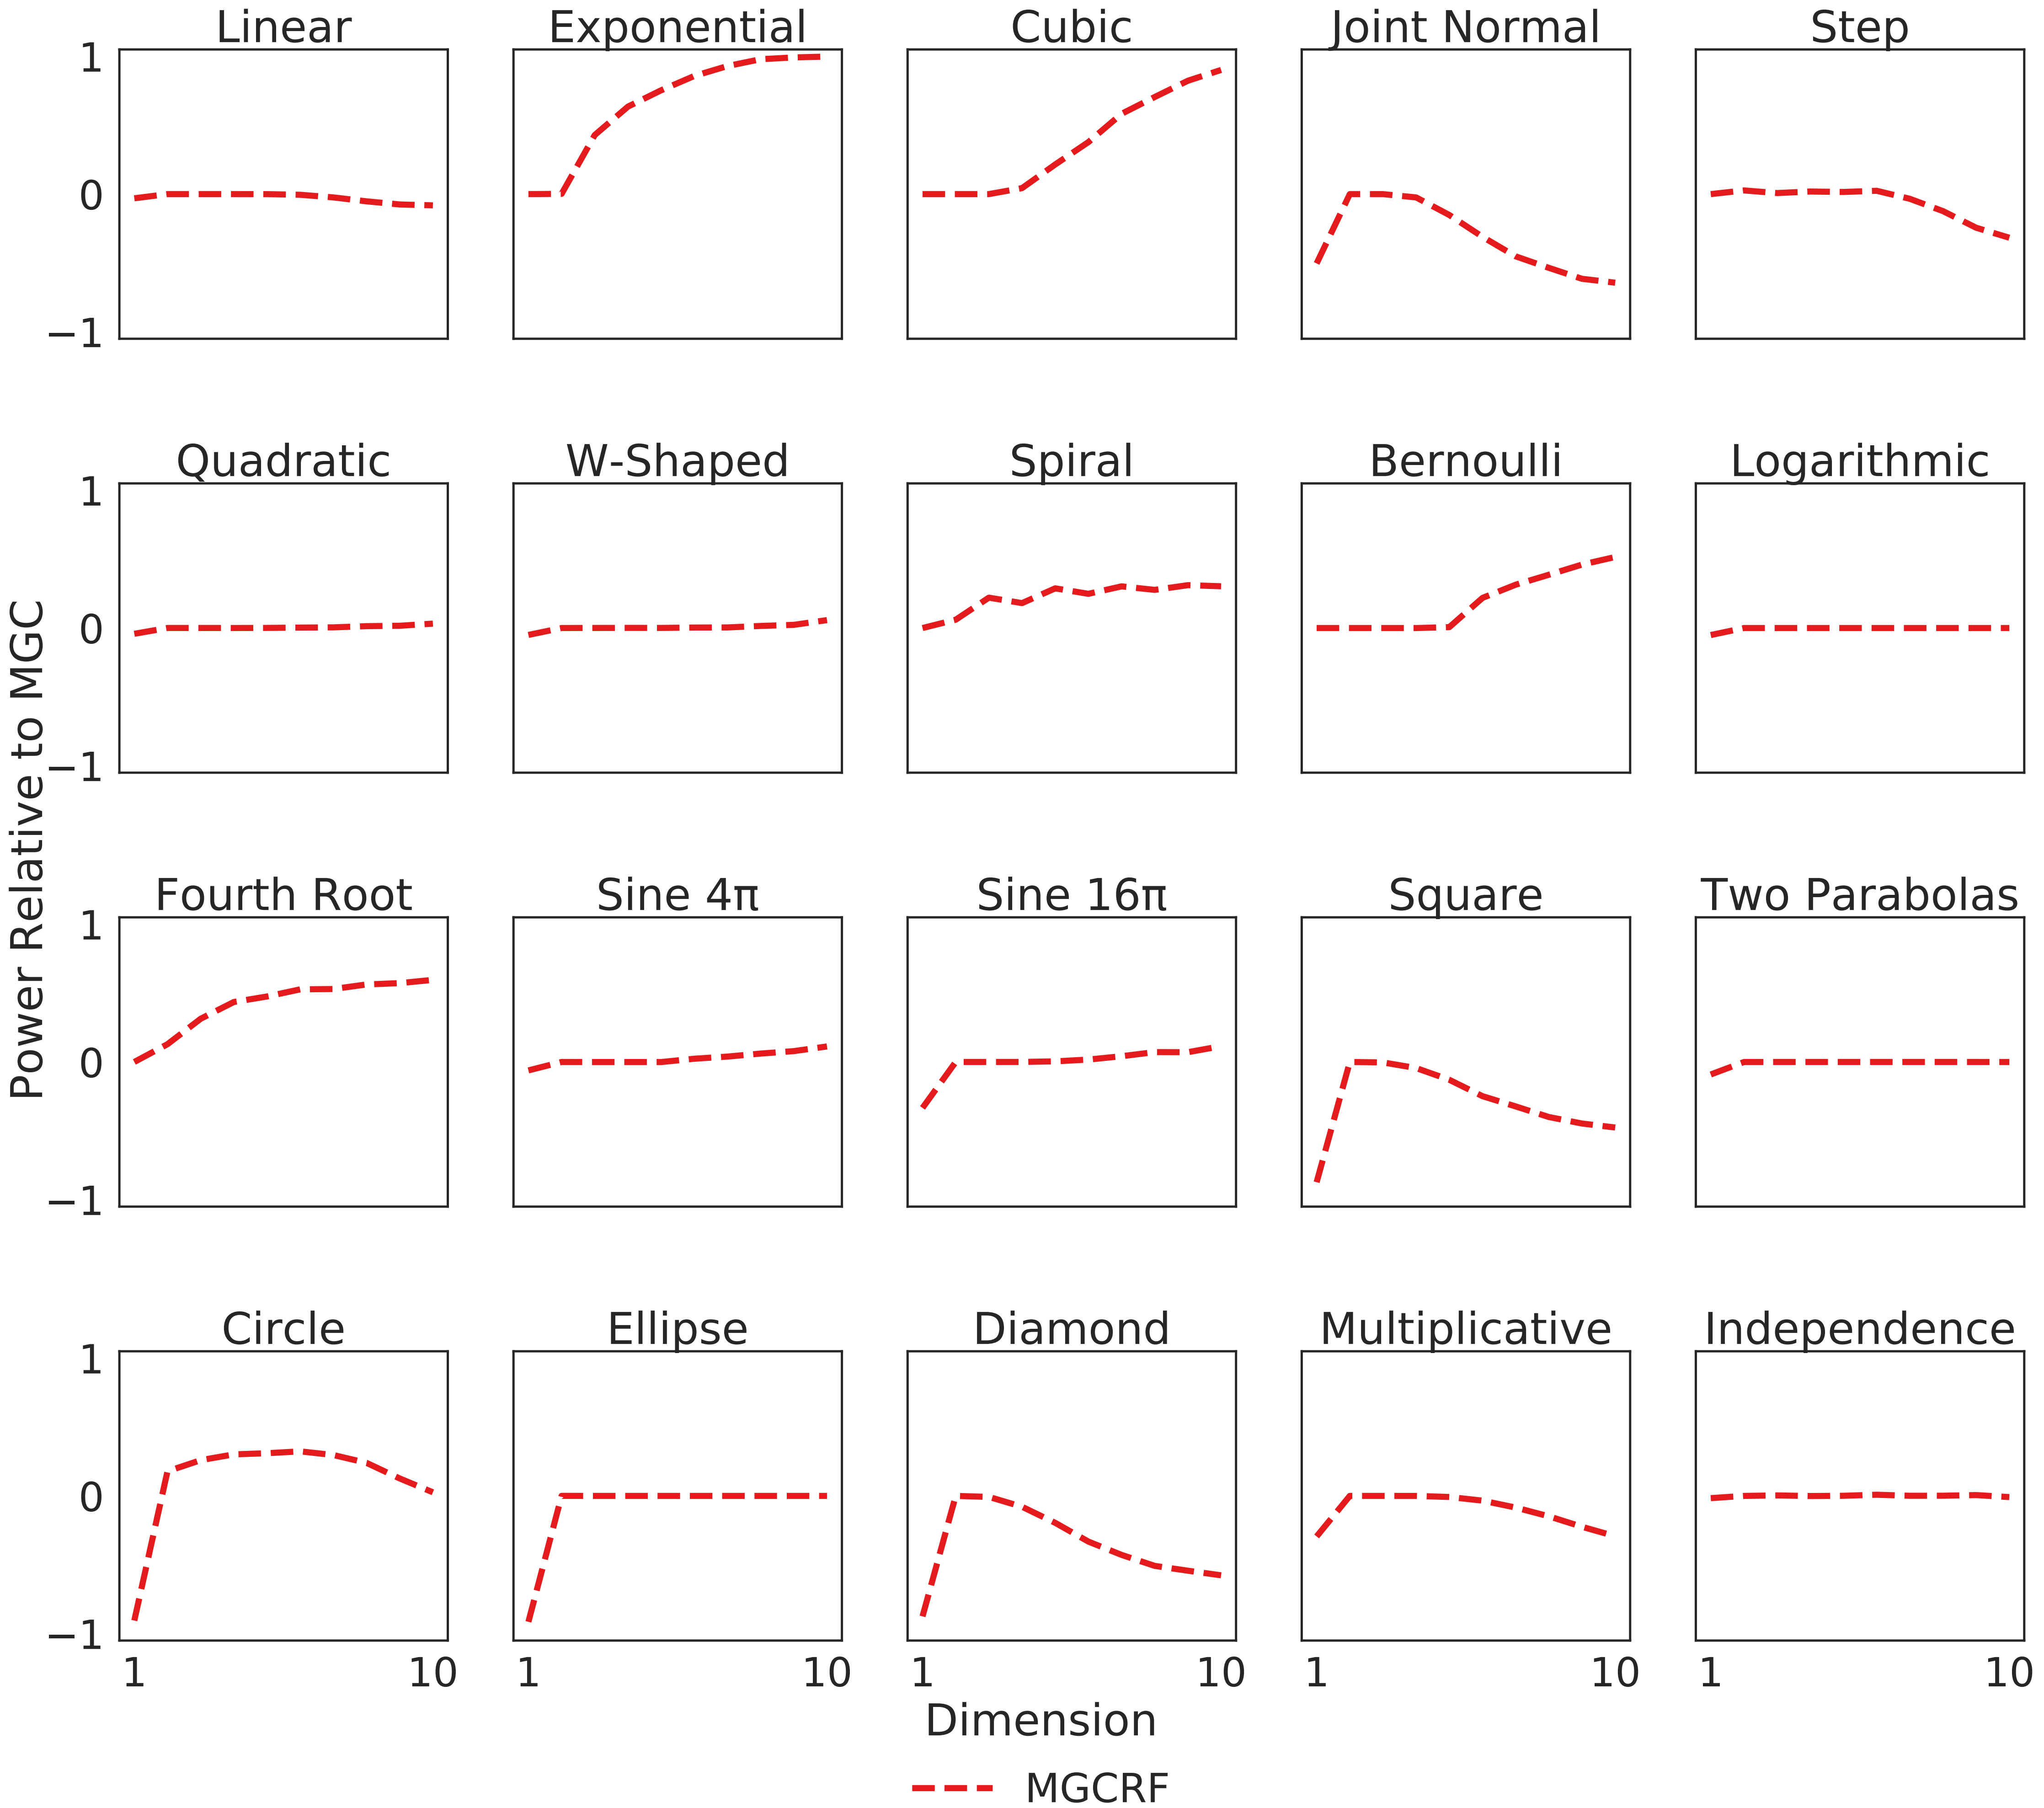 Linear Exponential Cubic Joint Normal Step
1
0
−1
Quadratic W-Shaped Spiral Bernoulli Logarithmic
1
0
−1
Power Relative to MGC
Fourth Root Sine 4π Sine 16π Square Two Parabolas
1
0
−1
Circle Ellipse Diamond Multiplicative Independence
1
0
−1
1 10 1 10 1 10 1 10 1 10
Dimension
MGCRF